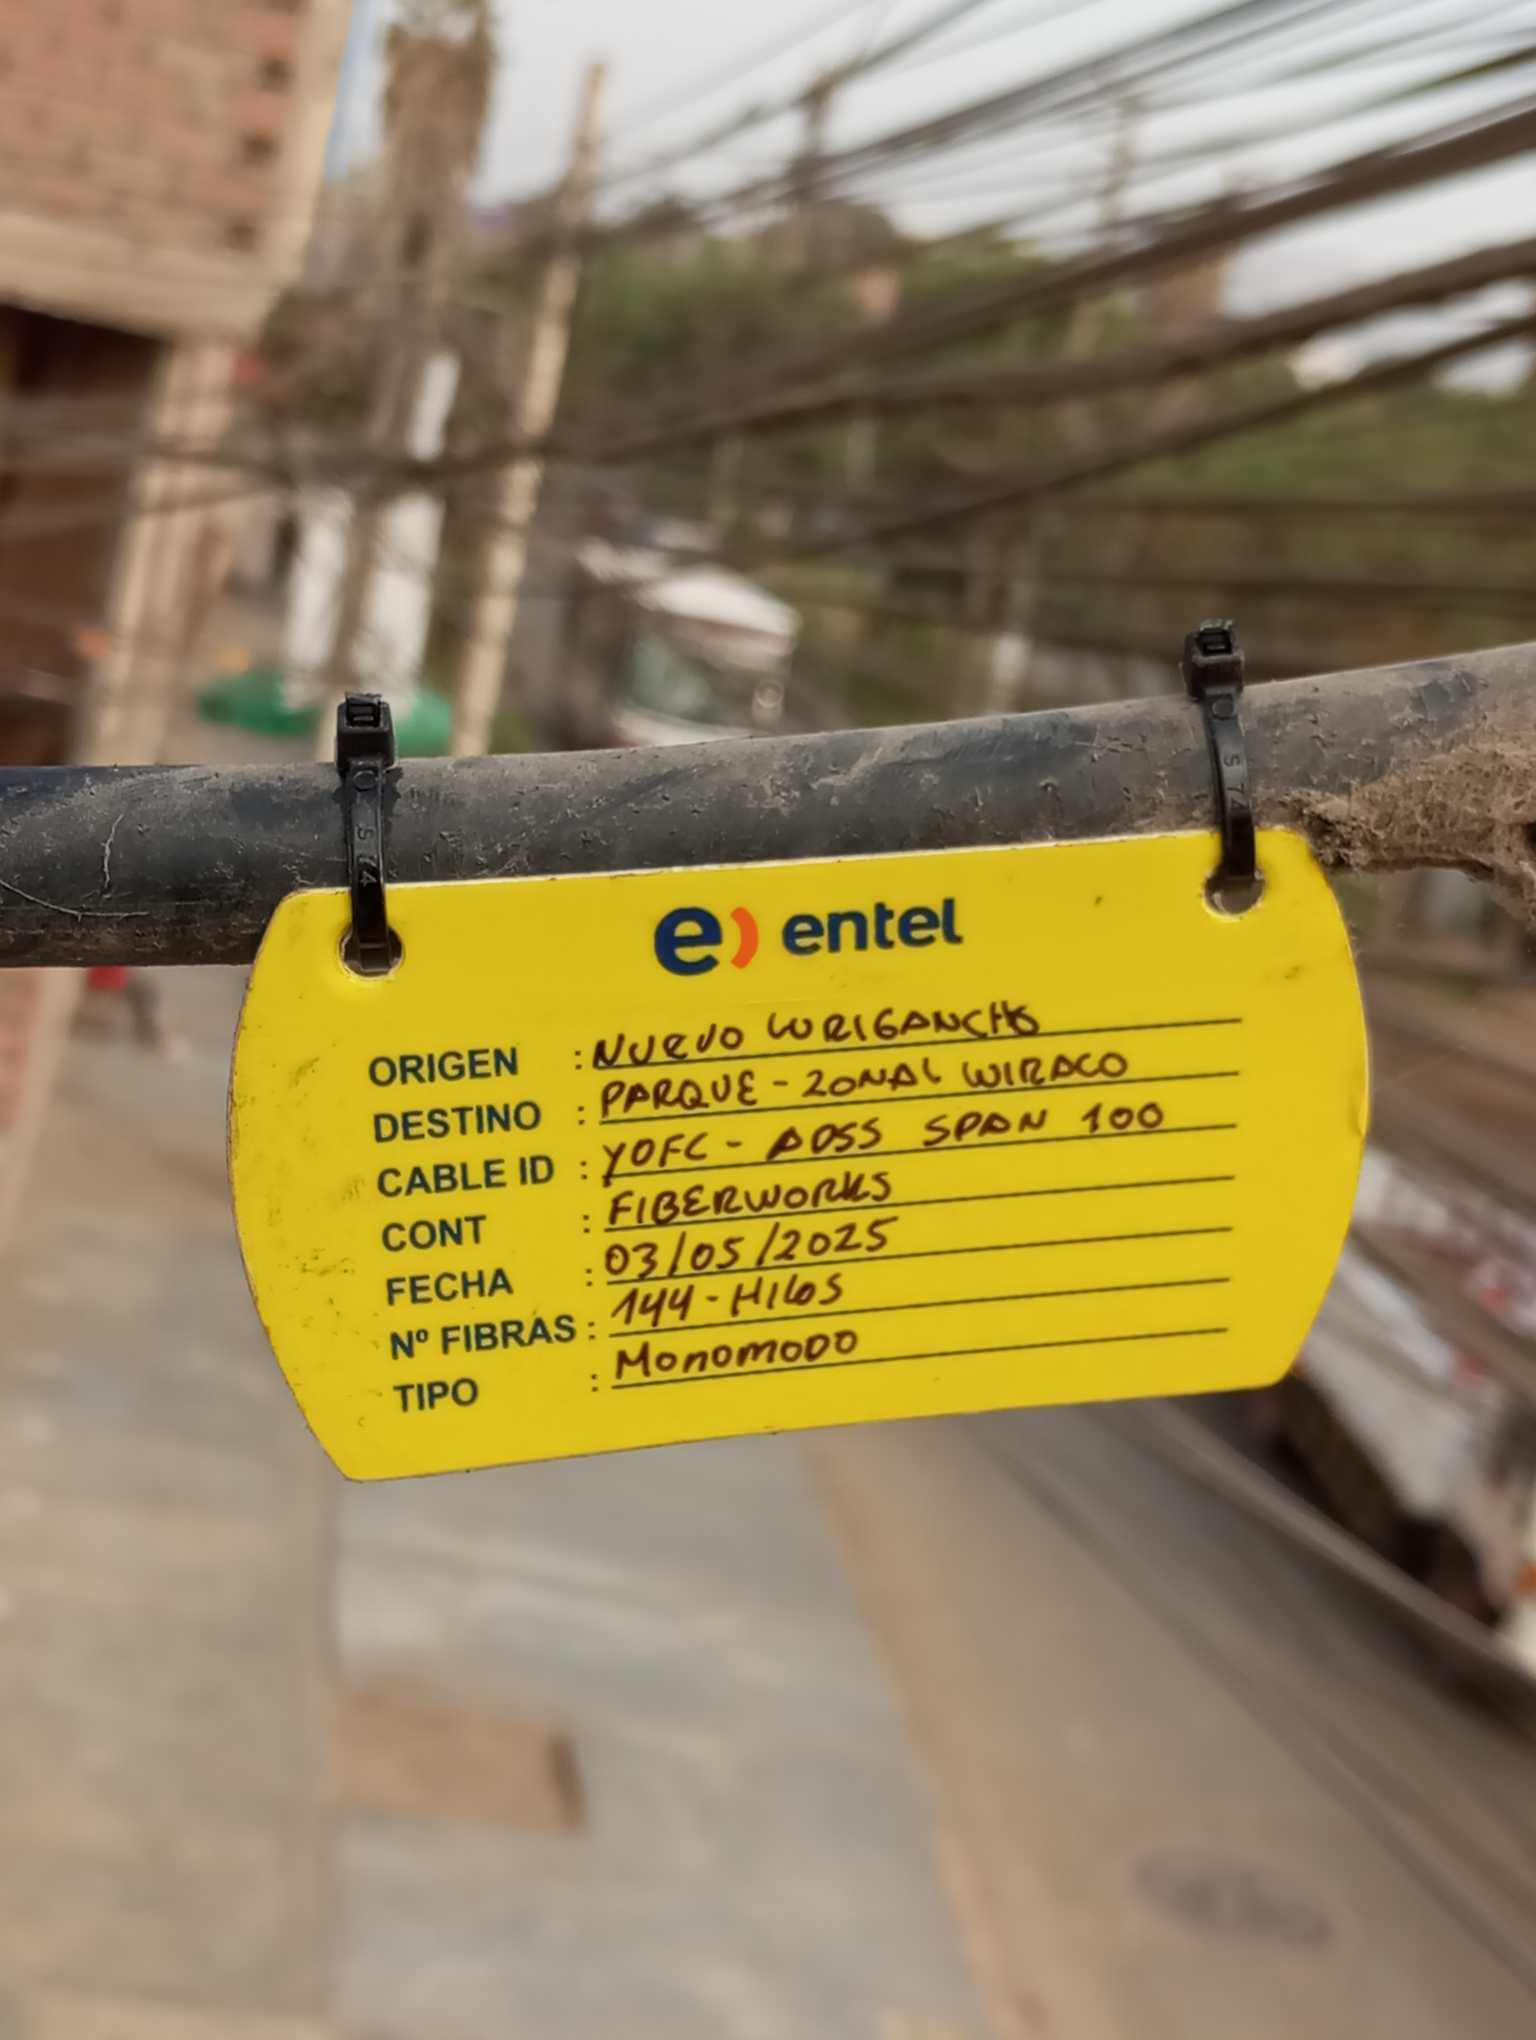 e) entel
ORIGEN : NUEVO LURIGANCHO
DESTINO : PARQUE - ZONAL WIRACO
CABLE ID : YOFC - ADSS SPAN 100
CONT : FIBERWORKS
FECHA : 03/05/2025
Nº FIBRAS : 144 - HILOS
TIPO : MONOMODO